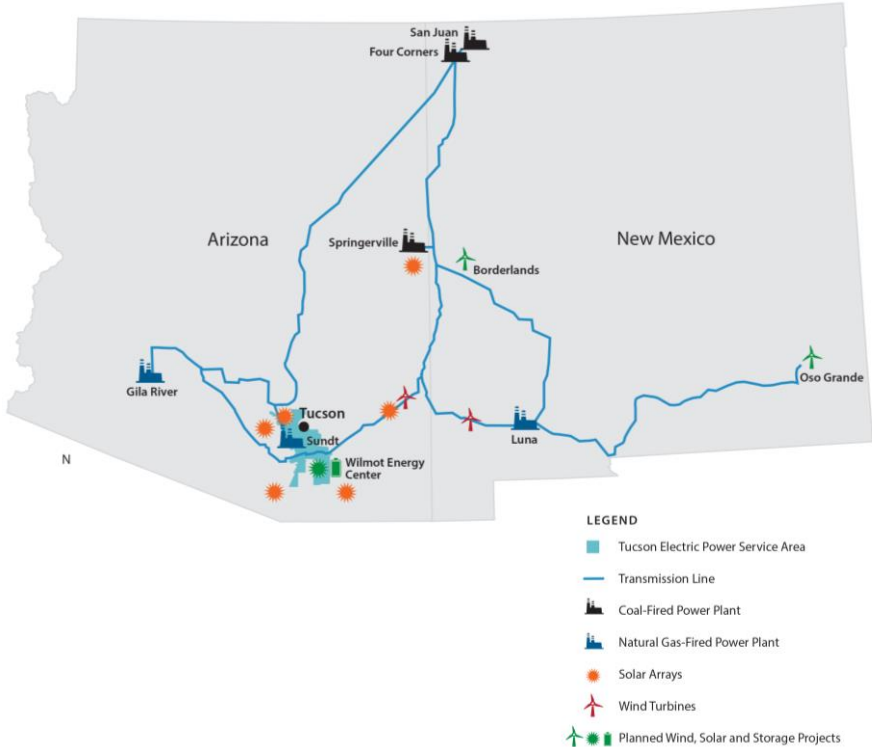 San Juan
Four Corners
Arizona
New Mexico
Springerville
Borderlands
Gila River
Oso Grande
Tucson
Sundt
Luna
N
Wilmot Energy
Center
LEGEND
Tucson Electric Power Service Area
Transmission Line
Coal-Fired Power Plant
Natural Gas-Fired Power Plant
Solar Arrays
Wind Turbines
Planned Wind, Solar and Storage Projects